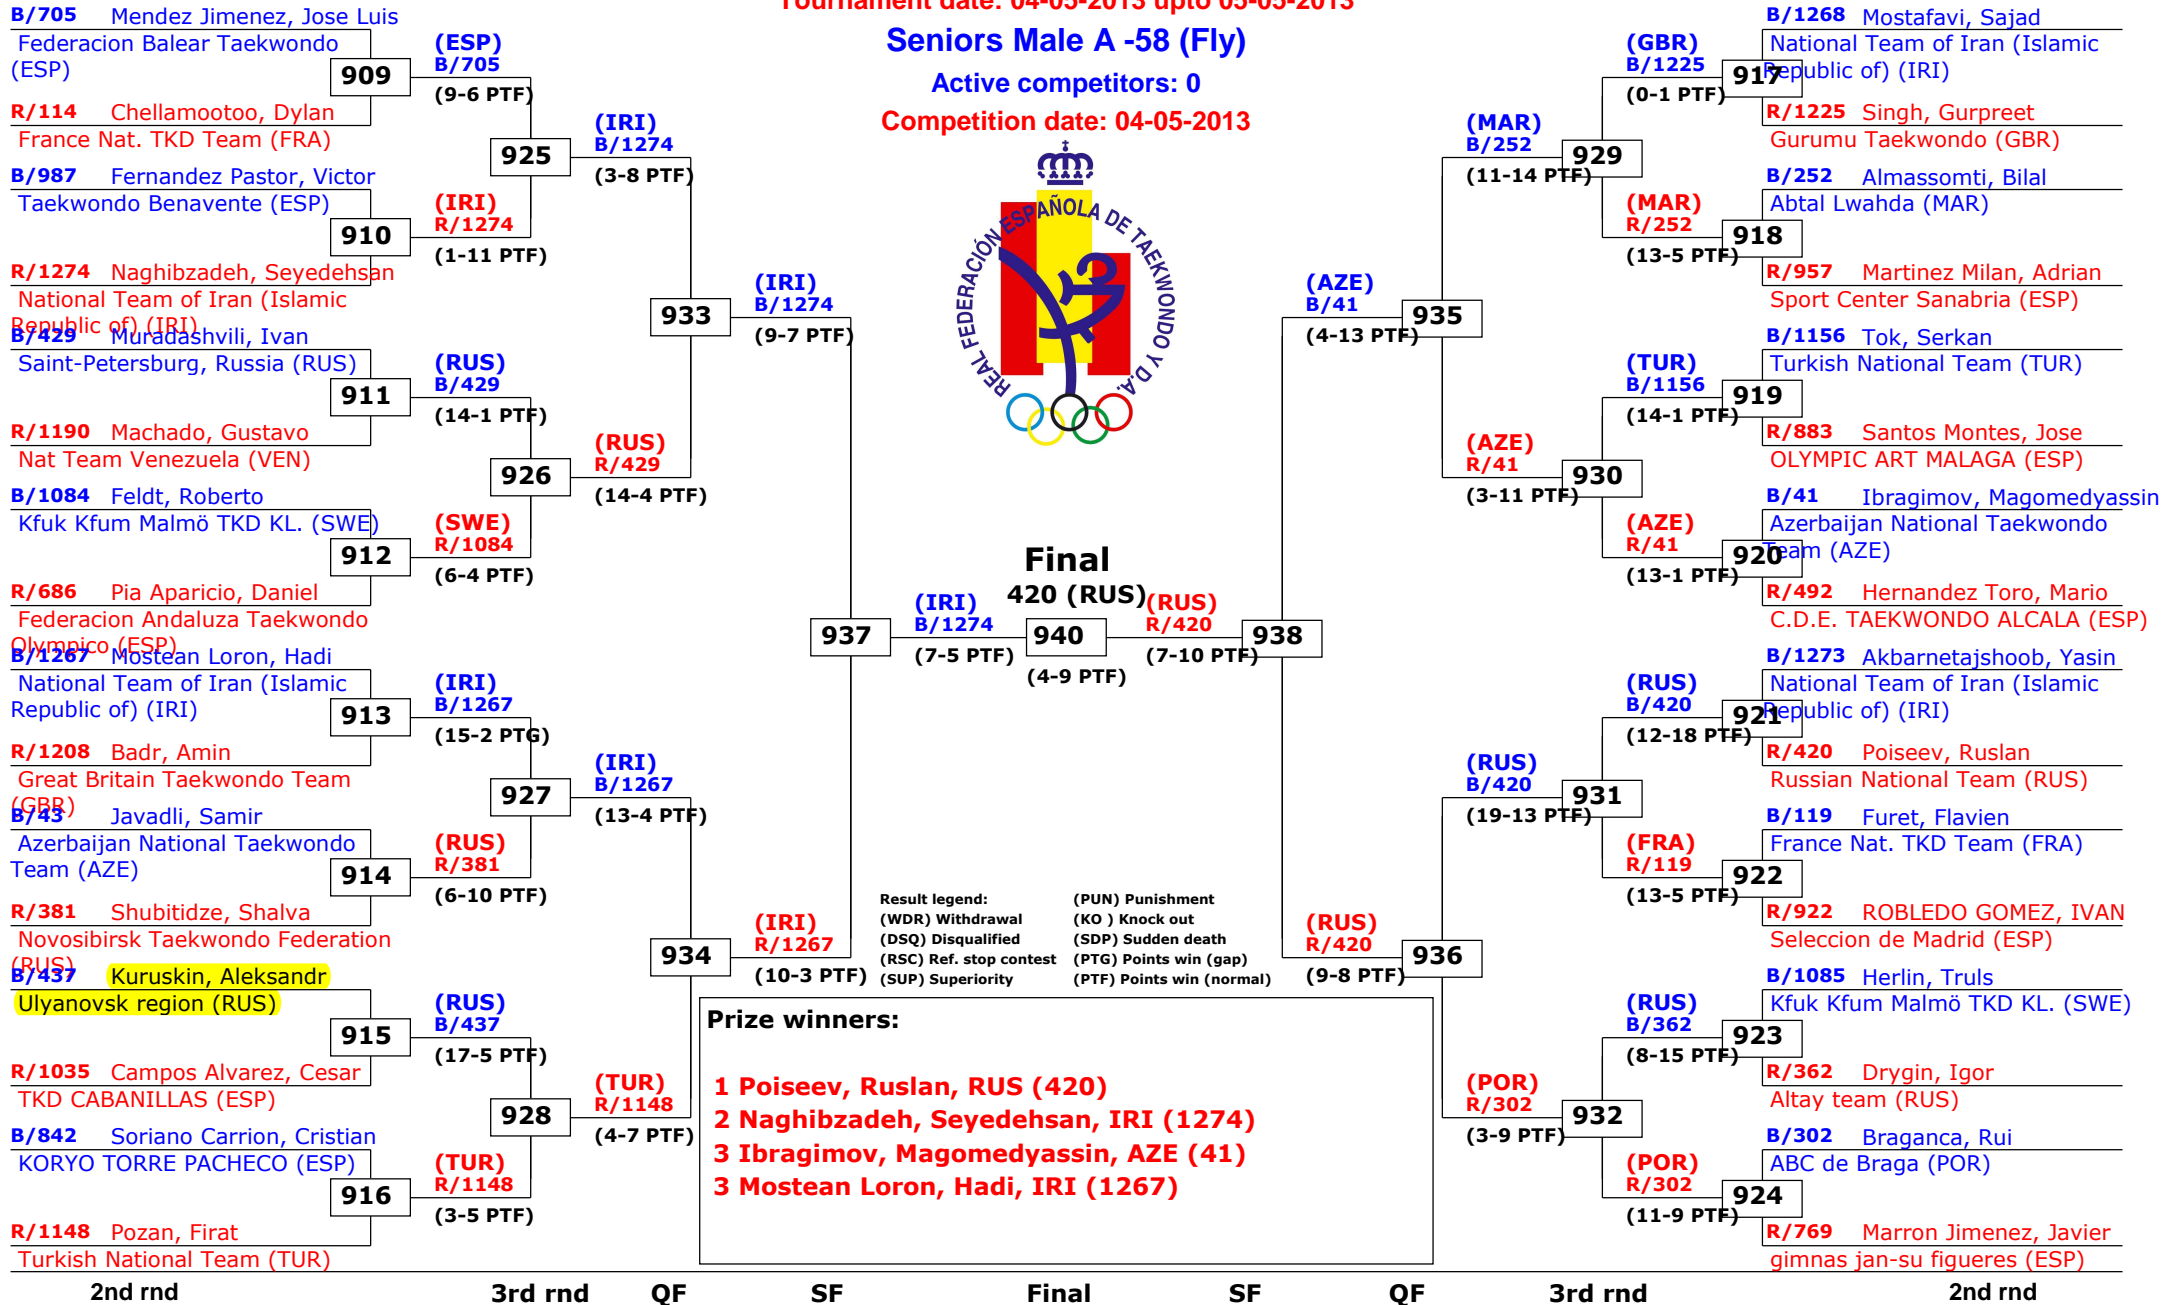 Tournament date: 04-05-2013 upto 05-05-2013
Seniors Male A -58 (Fly)
Active competitors: 0
Competition date: 04-05-2013
REAL FEDERACIÓN ESPAÑOLA DE TAEKWONDO Y D.A.
B/705 Mendez Jimenez, Jose Luis
Federacion Balear Taekwondo
(ESP)
909
R/114 Chellamootoo, Dylan
France Nat. TKD Team (FRA)
B/987 Fernandez Pastor, Victor
Taekwondo Benavente (ESP)
910
R/1274 Naghibzadeh, Seyedehsan
National Team of Iran (Islamic
Republic of) (IRI)
B/429 Muradashvili, Ivan
Saint-Petersburg, Russia (RUS)
911
R/1190 Machado, Gustavo
Nat Team Venezuela (VEN)
B/1084 Feldt, Roberto
Kfuk Kfum Malmö TKD KL. (SWE)
912
R/686 Pia Aparicio, Daniel
Federacion Andaluza Taekwondo
Olympico (ESP)
B/1267 Mostean Loron, Hadi
National Team of Iran (Islamic
Republic of) (IRI)
913
R/1208 Badr, Amin
Great Britain Taekwondo Team
(GBR)
B/43 Javadli, Samir
Azerbaijan National Taekwondo
Team (AZE)
914
R/381 Shubitidze, Shalva
Novosibirsk Taekwondo Federation
(RUS)
B/437 Kuruskin, Aleksandr
Ulyanovsk region (RUS)
915
R/1035 Campos Alvarez, Cesar
TKD CABANILLAS (ESP)
B/842 Soriano Carrion, Cristian
KORYO TORRE PACHECO (ESP)
916
R/1148 Pozan, Firat
Turkish National Team (TUR)
(ESP)
B/705
(9-6 PTF)
925
(IRI)
R/1274
(1-11 PTF)
(RUS)
B/429
(14-1 PTF)
926
(SWE)
R/1084
(6-4 PTF)
(IRI)
B/1267
(15-2 PTG)
927
(RUS)
R/381
(6-10 PTF)
(RUS)
B/437
(17-5 PTF)
928
(TUR)
R/1148
(3-5 PTF)
(IRI)
B/1274
(3-8 PTF)
933
(RUS)
R/429
(14-4 PTF)
(IRI)
B/1267
(13-4 PTF)
934
(TUR)
R/1148
(4-7 PTF)
(IRI)
B/1274
(9-7 PTF)
937
(IRI)
R/1267
(10-3 PTF)
(IRI)
B/1274
(7-5 PTF)
Final
420 (RUS)
940
(4-9 PTF)
(RUS)
R/420
(7-10 PTF)
938
(AZE)
B/41
(4-13 PTF)
935
(RUS)
R/420
(9-8 PTF)
936
(MAR)
B/252
(11-14 PTF)
929
(AZE)
R/41
(3-11 PTF)
930
(RUS)
B/420
(19-13 PTF)
931
(POR)
R/302
(3-9 PTF)
932
(GBR)
B/1225
(0-1 PTF)
(MAR)
R/252
(13-5 PTF)
(TUR)
B/1156
(14-1 PTF)
(AZE)
R/41
(13-1 PTF)
(RUS)
B/420
(12-18 PTF)
(FRA)
R/119
(13-5 PTF)
(RUS)
B/362
(8-15 PTF)
(POR)
R/302
(11-9 PTF)
B/1268 Mostafavi, Sajad
National Team of Iran (Islamic
Republic of) (IRI)
917
R/1225 Singh, Gurpreet
Gurumu Taekwondo (GBR)
B/252 Almassomti, Bilal
Abtal Lwahda (MAR)
918
R/957 Martinez Milan, Adrian
Sport Center Sanabria (ESP)
B/1156 Tok, Serkan
Turkish National Team (TUR)
919
R/883 Santos Montes, Jose
OLYMPIC ART MALAGA (ESP)
B/41 Ibragimov, Magomedyassin
Azerbaijan National Taekwondo
Team (AZE)
920
R/492 Hernandez Toro, Mario
C.D.E. TAEKWONDO ALCALA (ESP)
B/1273 Akbarnetajshoob, Yasin
National Team of Iran (Islamic
Republic of) (IRI)
921
R/420 Poiseev, Ruslan
Russian National Team (RUS)
B/119 Furet, Flavien
France Nat. TKD Team (FRA)
922
R/922 ROBLEDO GOMEZ, IVAN
Seleccion de Madrid (ESP)
B/1085 Herlin, Truls
Kfuk Kfum Malmö TKD KL. (SWE)
923
R/362 Drygin, Igor
Altay team (RUS)
B/302 Braganca, Rui
ABC de Braga (POR)
924
R/769 Marron Jimenez, Javier
gimnas jan-su figueres (ESP)
Result legend: (PUN) Punishment
(WDR) Withdrawal (KO ) Knock out
(DSQ) Disqualified (SDP) Sudden death
(RSC) Ref. stop contest (PTG) Points win (gap)
(SUP) Superiority (PTF) Points win (normal)
Prize winners:
1 Poiseev, Ruslan, RUS (420)
2 Naghibzadeh, Seyedehsan, IRI (1274)
3 Ibragimov, Magomedyassin, AZE (41)
3 Mostean Loron, Hadi, IRI (1267)
2nd rnd 3rd rnd QF SF Final SF QF 3rd rnd 2nd rnd